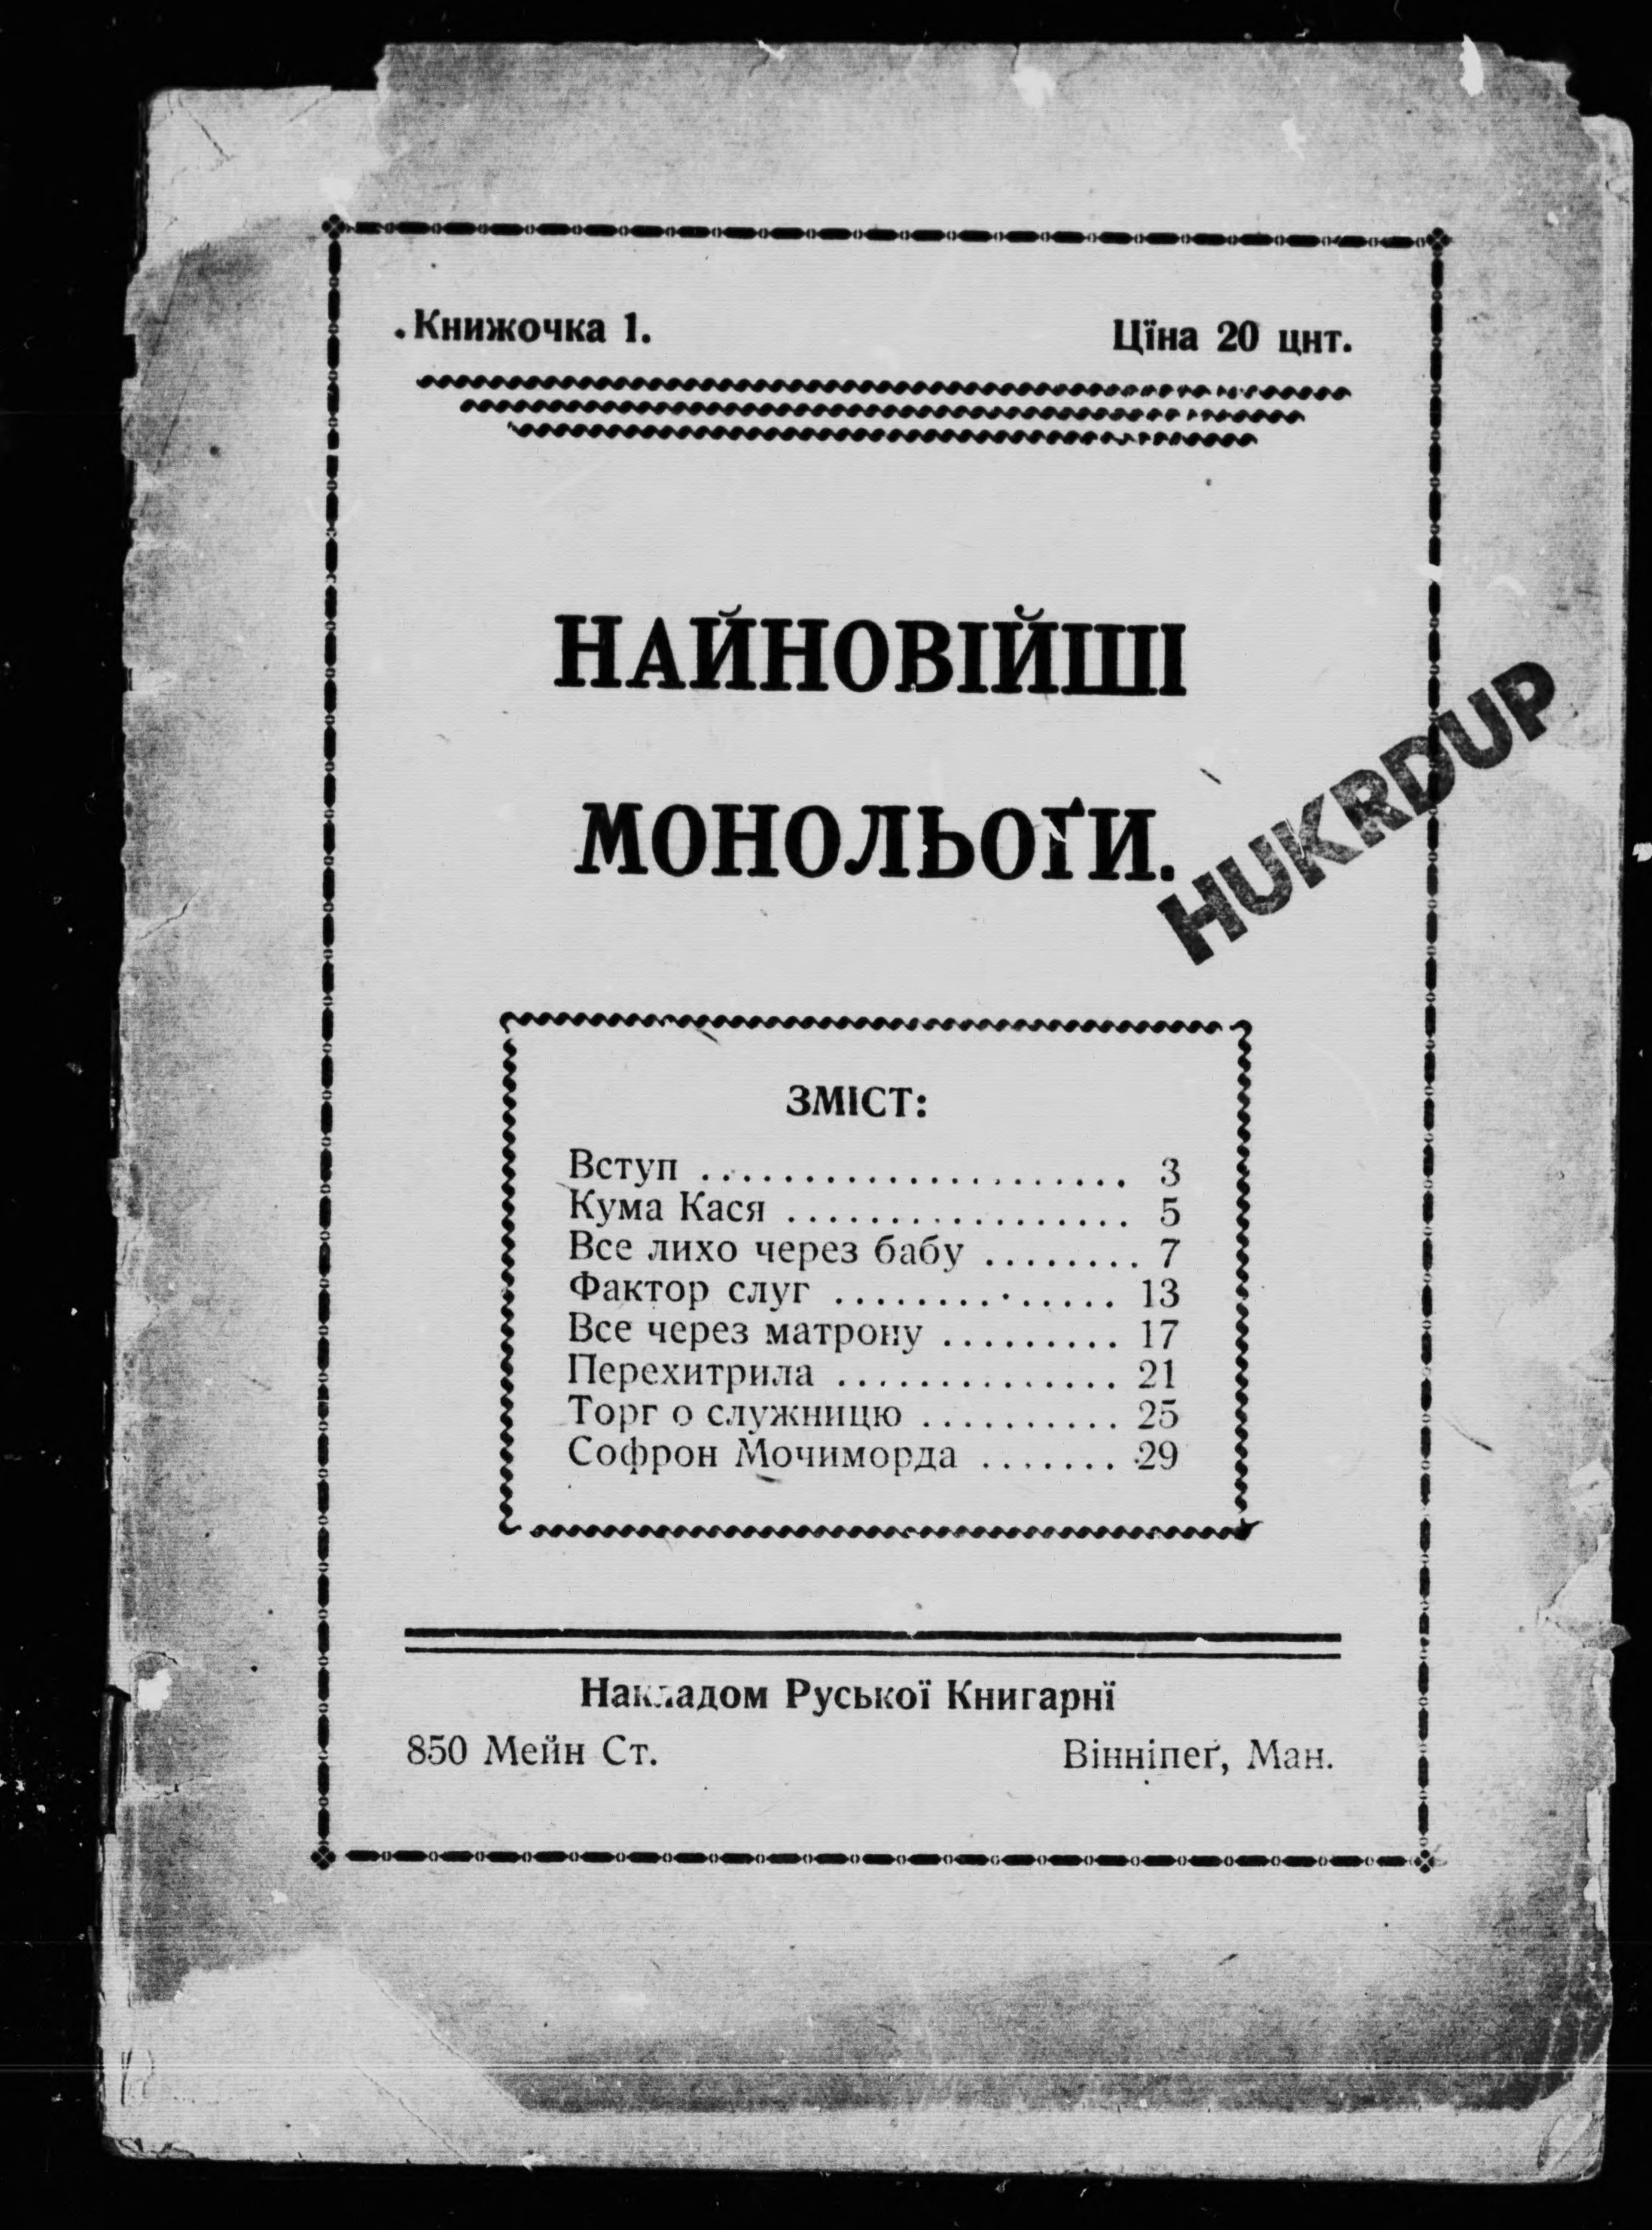 Книжочка 1. Ціна 20 цнт.
НАЙНОВІЙШІ
МОНОЛЬОҐИ.
HUKRDUP
ЗМІСТ:
Вступ ..................... 3
Кума Кася ................. 5
Все лихо через бабу ........ 7
Фактор слуг .............. 13
Все через матрону ......... 17
Перехитрила .............. 21
Торг о служницю .......... 25
Софрон Мочиморда ....... 29
Накладом Руської Книгарнї
850 Мейн Ст. Вінніпеґ, Ман.